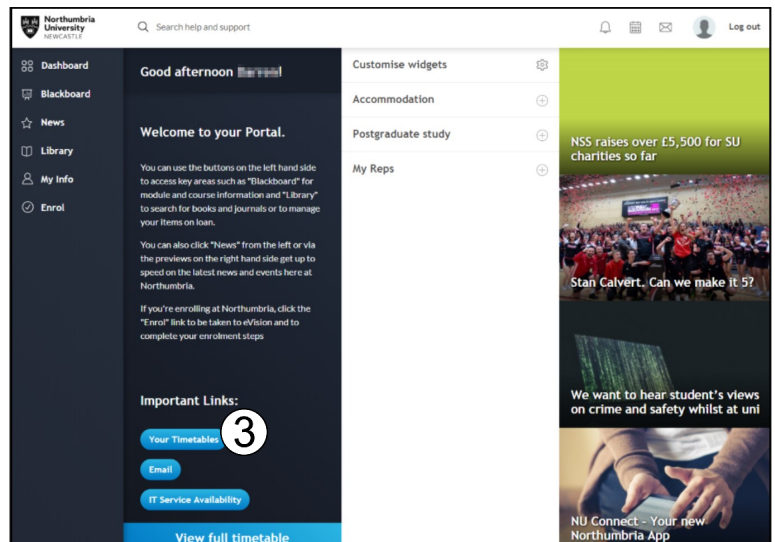 Northumbria
University
NEWCASTLE
Search help and support
Log out
Dashboard
Blackboard
News
Library
My Info
Enrol
Good afternoon !
Welcome to your Portal.
You can use the buttons on the left hand side
to access key areas such as "Blackboard" for
module and course information and "Library"
to search for books and journals or to manage
your items on loan.
You can also click "News" from the left or via
the previews on the right hand side get up to
speed on the latest news and events here at
Northumbria.
If you're enrolling at Northumbria, click the
"Enrol" link to be taken to eVision and to
complete your enrolment steps
Important Links:
Your Timetables
3
Email
IT Service Availability
View full timetable
Customise widgets
Accommodation
Postgraduate study
My Reps
NSS raises over £5,500 for SU
charities so far
Stan Calvert. Can we make it 5?
We want to hear student's views
on crime and safety whilst at uni
NU Connect - Your new
Northumbria App